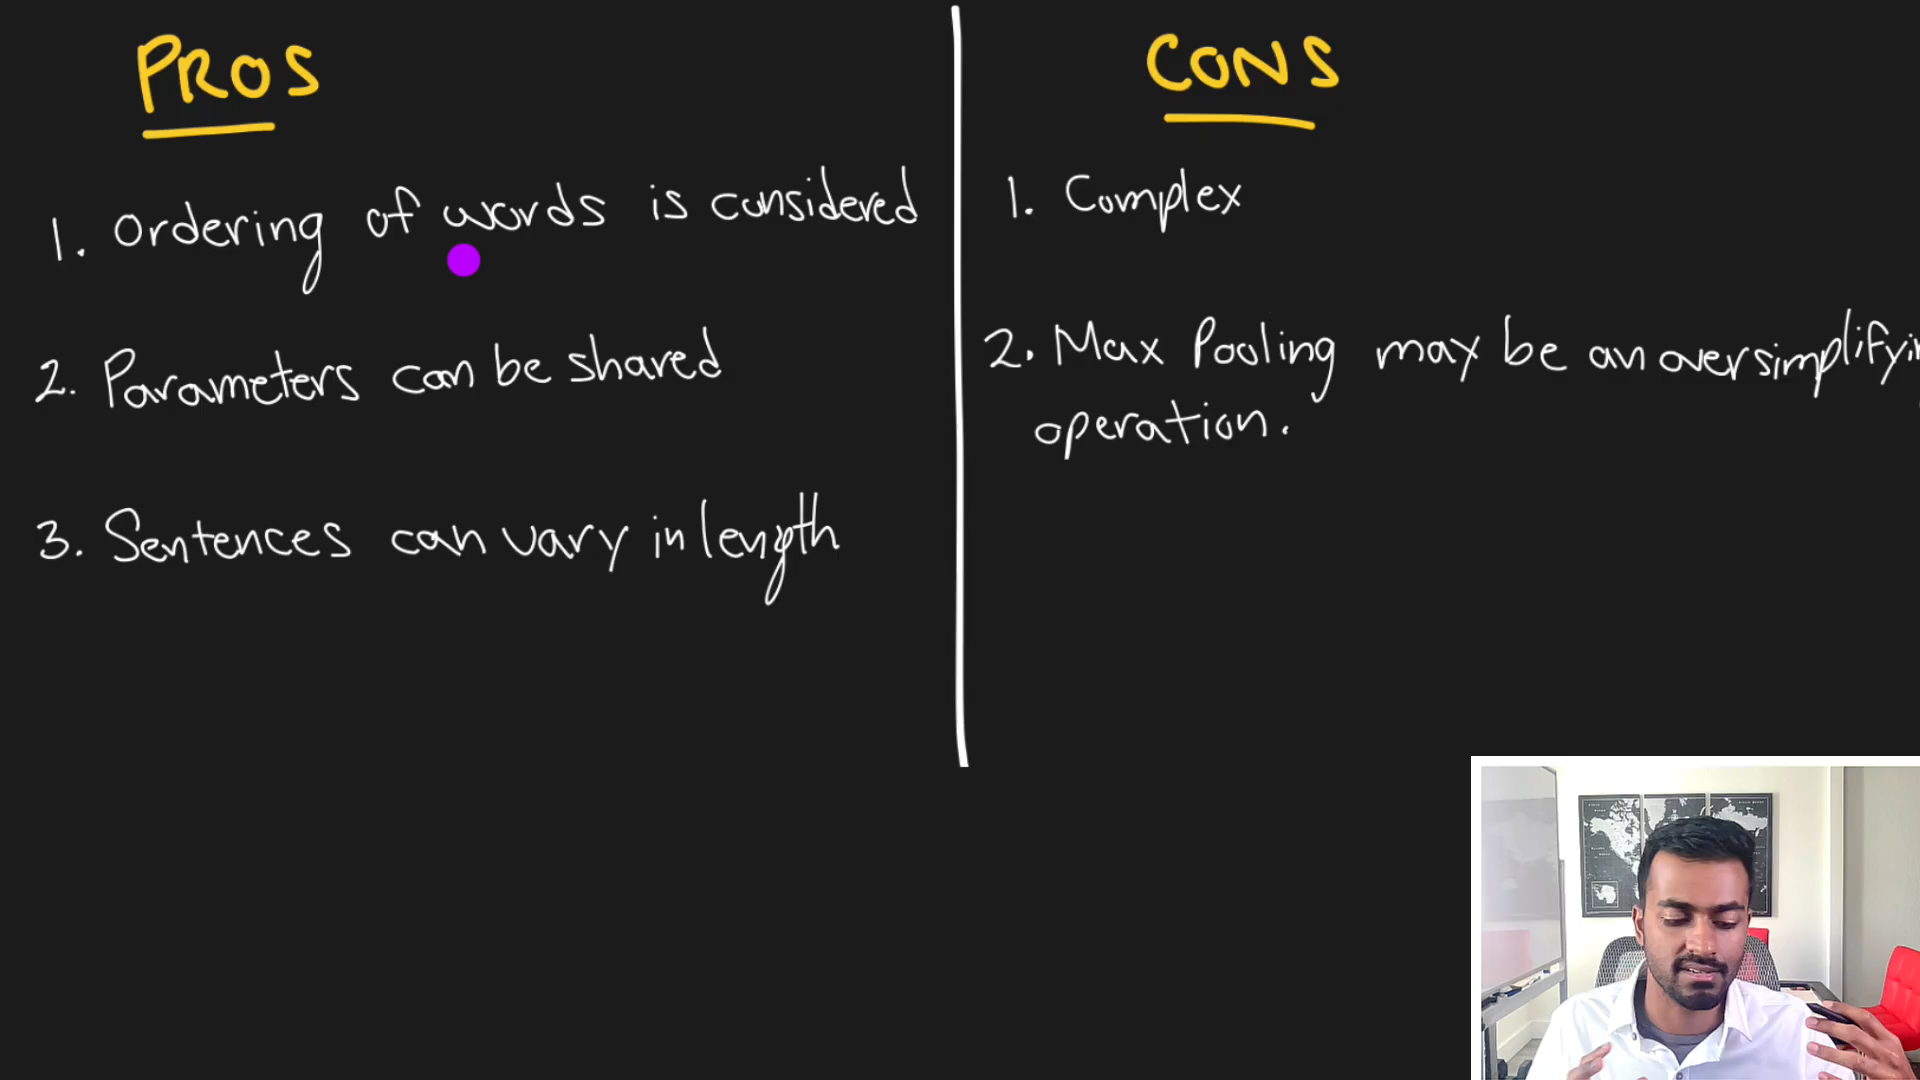 PROS
1. Ordering of words is considered
2. Parameters can be shared
3. Sentences can vary in length
CONS
1. Complex
2. Max Pooling may be an oversimplifyin
operation.